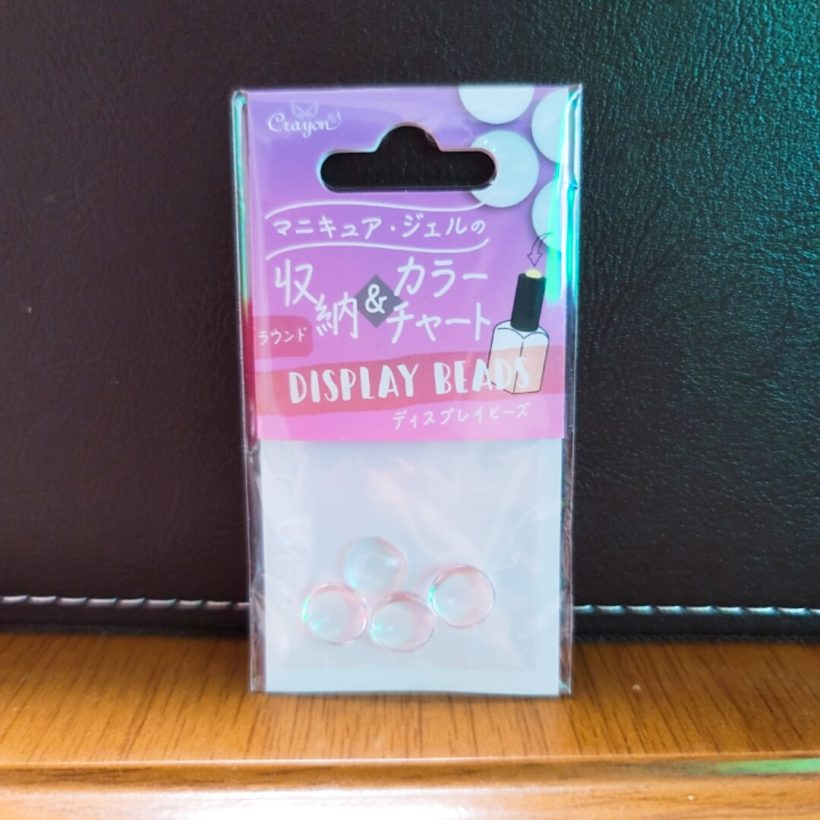 Crayon
マニキュア・ジェルの
収納&カラーチャート
ラウンド
DISPLAY BEADS
ディスプレイビーズ